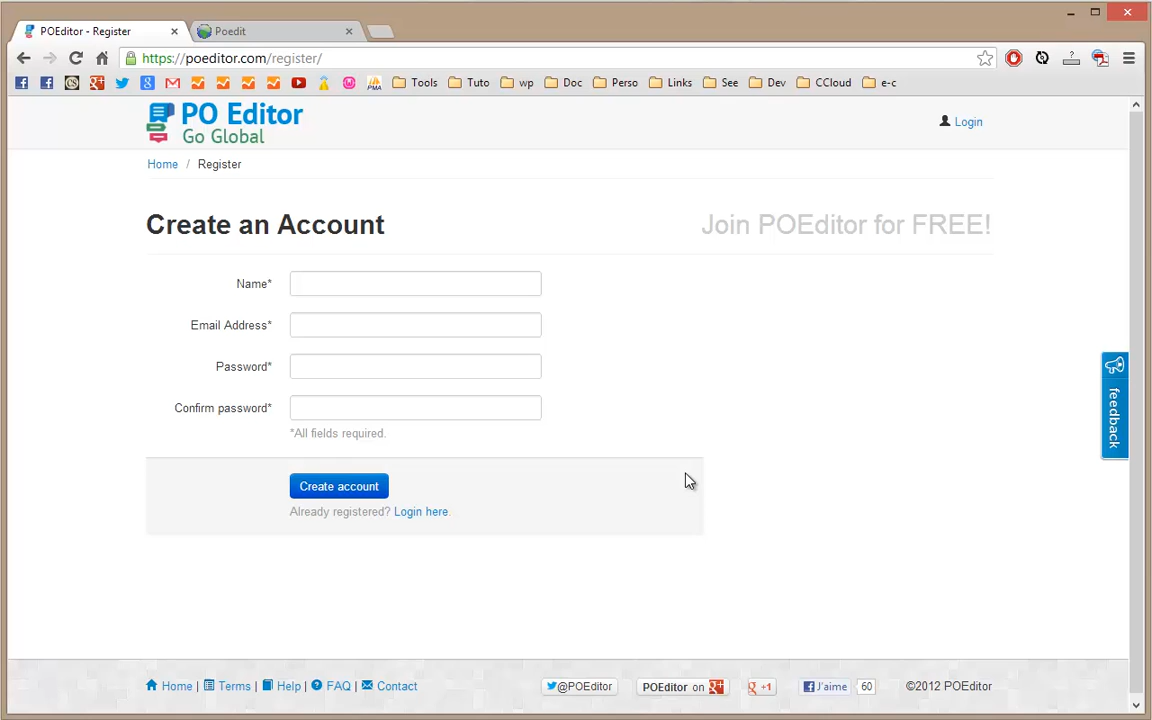 POEditor - Register
Poedit
https://poeditor.com/register/
Tools
Tuto
wp
Doc
Perso
Links
See
Dev
CCloud
e-c
PO Editor
Go Global
Login
Home / Register
Create an Account
Join POEditor for FREE!
Name*
Email Address*
Password*
Confirm password*
*All fields required.
Create account
Already registered? Login here.
feedback
Home | Terms | Help | FAQ | Contact
@POEditor
POEditor on g+
g +1
J'aime
60
©2012 POEditor